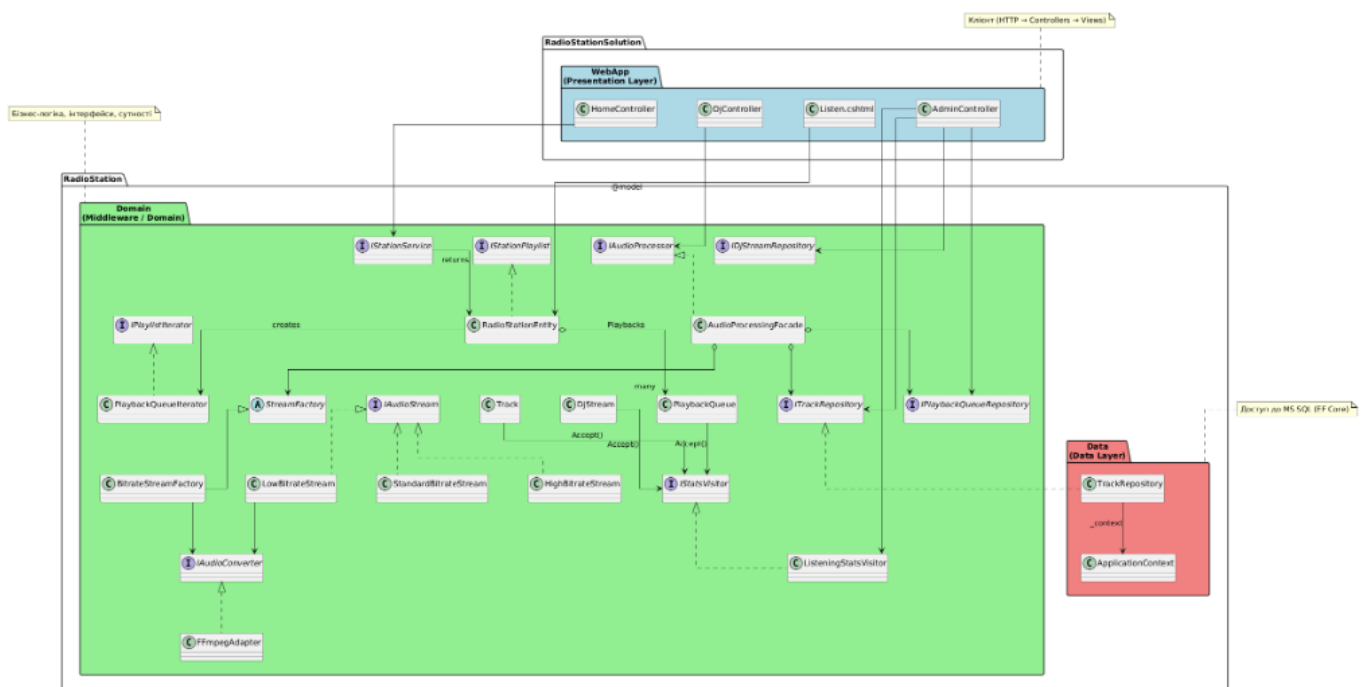 Клієнт (HTTP → Controllers → Views)
RadioStationSolution
WebApp
(Presentation Layer)
C HomeController
C DjController
C Listen.cshtml
C AdminController
Бізнес-логіка, інтерфейси, сутності
RadioStation
@model
Domain
(Middleware / Domain)
I IStationService
I IStationPlaylist
I IAudioProcessor
I IDjStreamRepository
returns
I IPlaylistIterator
creates
C RadioStationEntity
Playbacks
C AudioProcessingFacade
many
C PlaybackQueueIterator
A StreamFactory
I IAudioStream
C Track
C DjStream
C PlaybackQueue
I ITrackRepository
I IPlaybackQueueRepository
Доступ до MS SQL (EF Core)
Accept()
Accept()
Accept()
Data
(Data Layer)
C BitrateStreamFactory
C LowBitrateStream
C StandardBitrateStream
C HighBitrateStream
I IStatsVisitor
C TrackRepository
_context
I IAudioConverter
C ListeningStatsVisitor
C ApplicationContext
C FFmpegAdapter